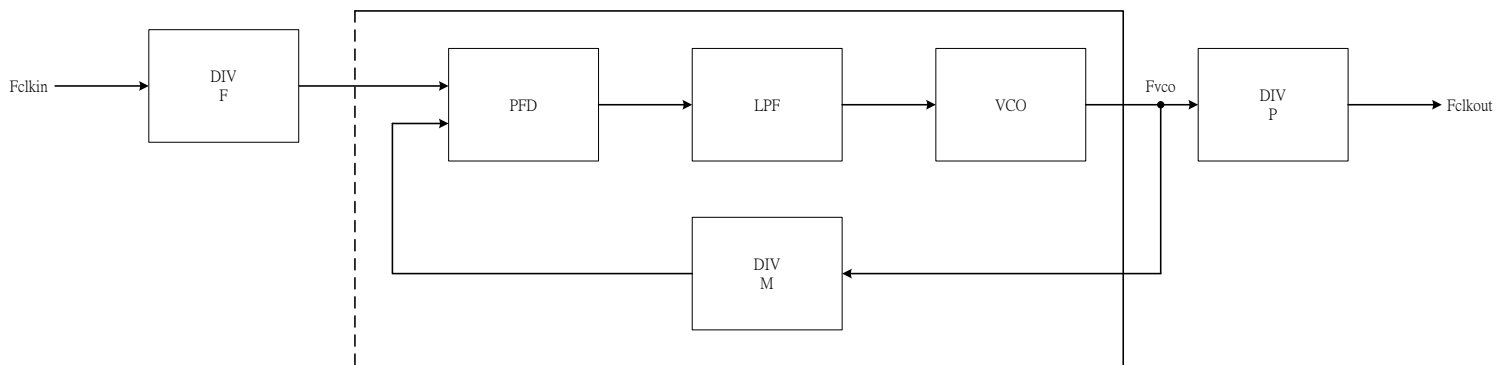 Fclkin
DIV
F
PFD
LPF
VCO
Fvco
DIV
P
Fclkout
DIV
M